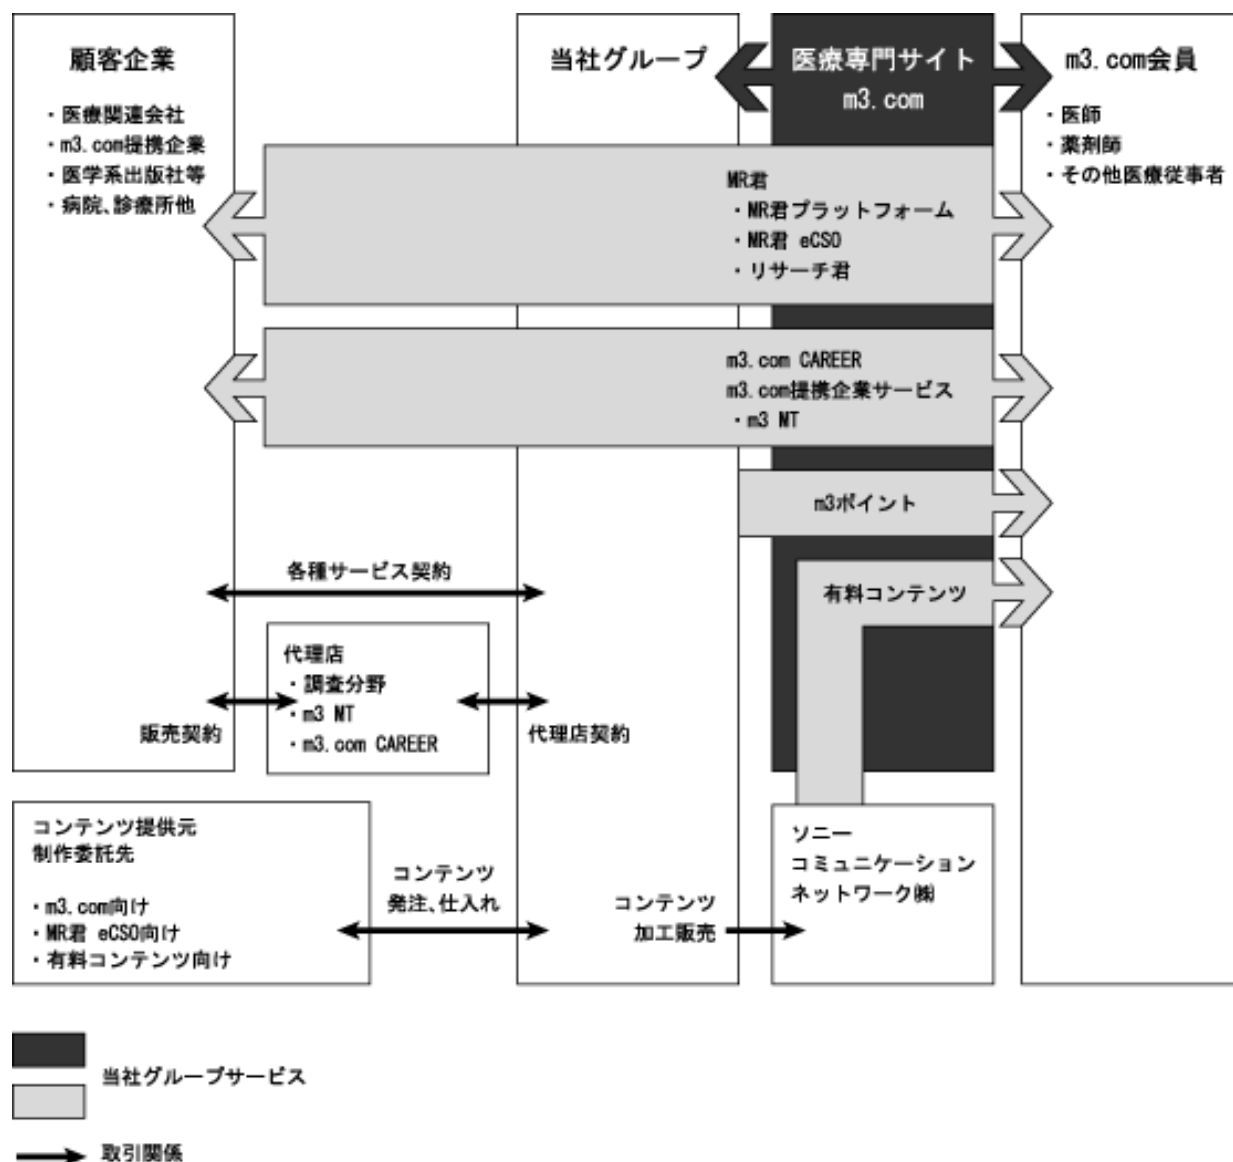 顧客企業
・医療関連会社
・m3.com提携企業
・医学系出版社等
・病院、診療所他
当社グループ
医療専門サイト
m3.com
m3.com会員
・医師
・薬剤師
・その他医療従事者
MR君
・MR君プラットフォーム
・MR君 eCSO
・リサーチ君
m3.com CAREER
m3.com提携企業サービス
・m3 MT
m3ポイント
有料コンテンツ
各種サービス契約
代理店
・調査分野
・m3 MT
・m3.com CAREER
販売契約
代理店契約
コンテンツ提供元
制作委託先
・m3.com向け
・MR君 eCSO向け
・有料コンテンツ向け
コンテンツ
発注、仕入れ
コンテンツ
加工販売
ソニー
コミュニケーション
ネットワーク㈱
当社グループサービス
取引関係